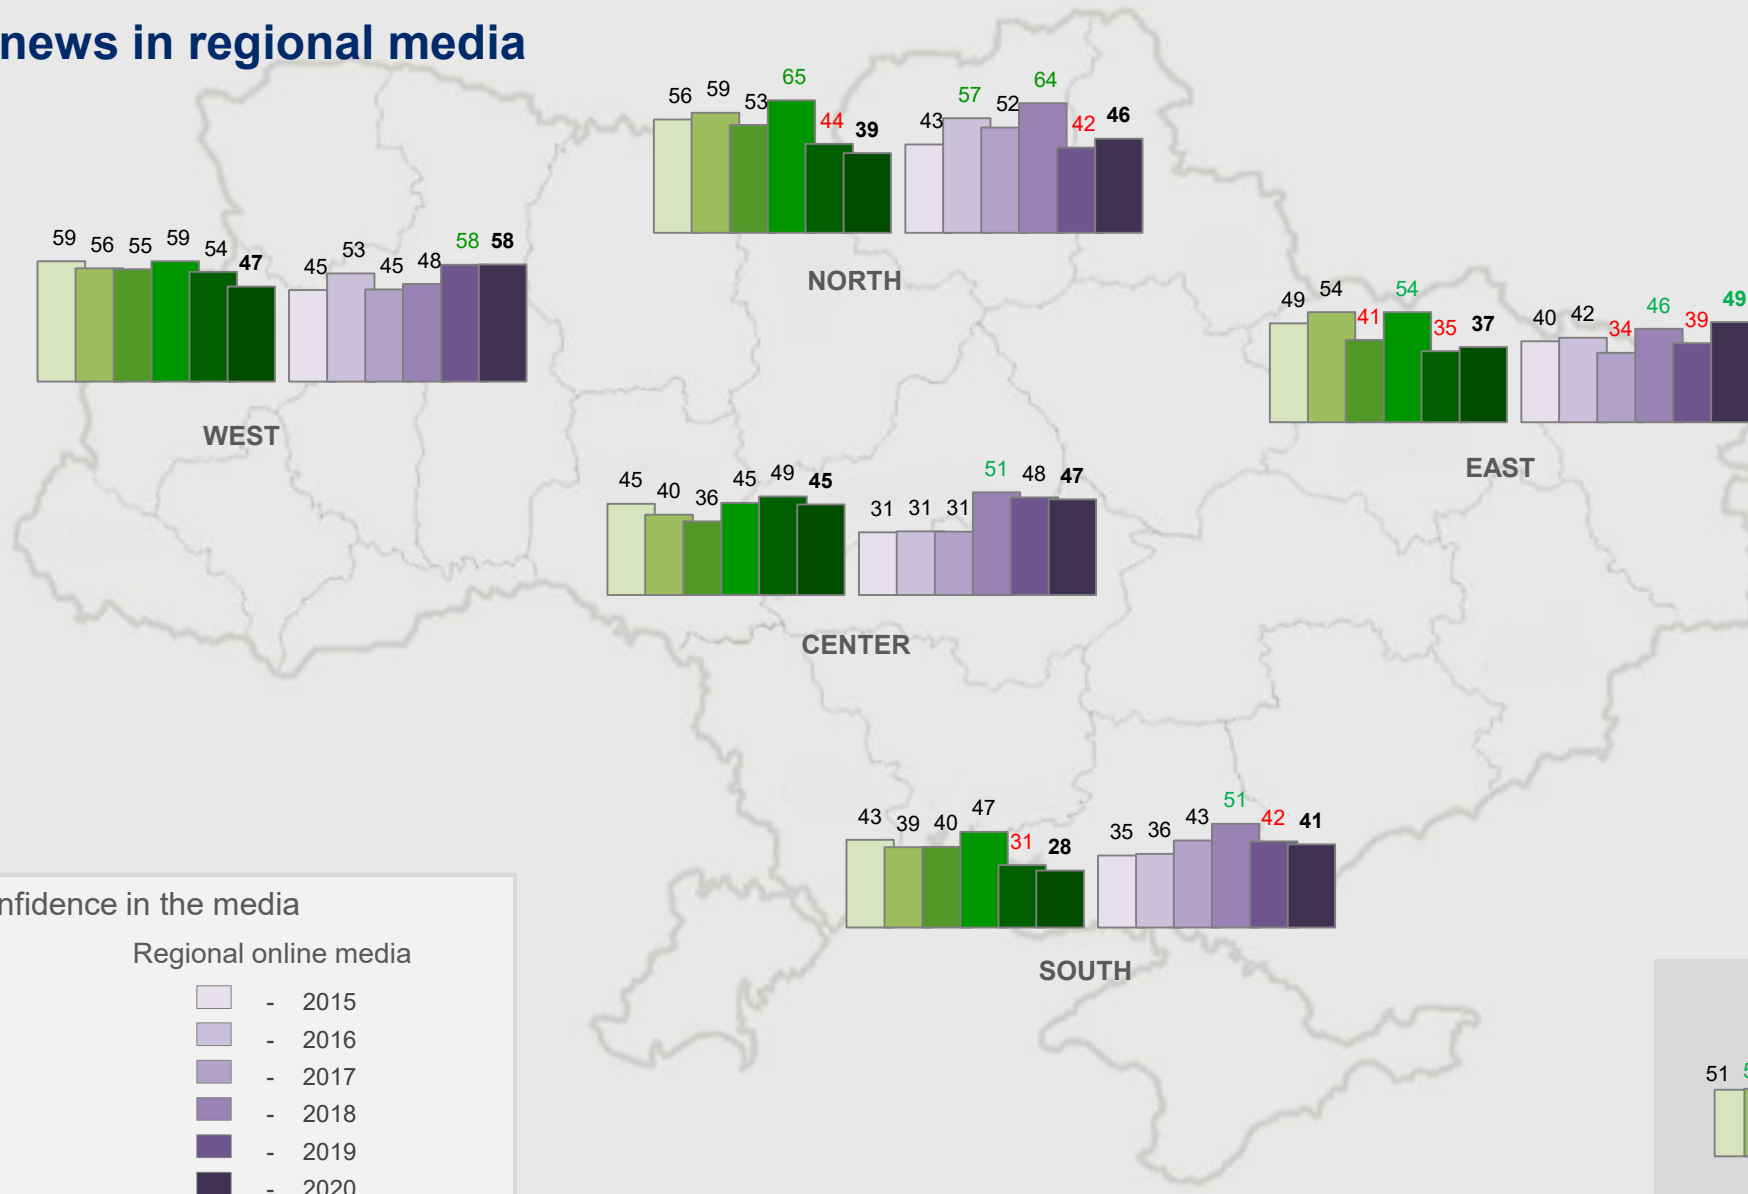 news in regional media
56 59 53 65 44 39
43 57 52 64 42 46
NORTH
59 56 55 59 54 47
45 53 45 48 58 58
WEST
49 54 41 54 35 37
40 42 34 46 39 49
EAST
45 40 36 45 49 45
31 31 31 51 48 47
CENTER
43 39 40 47 31 28
35 36 43 51 42 41
SOUTH
nfidence in the media
Regional online media
- 2015
- 2016
- 2017
- 2018
- 2019
- 2020
51